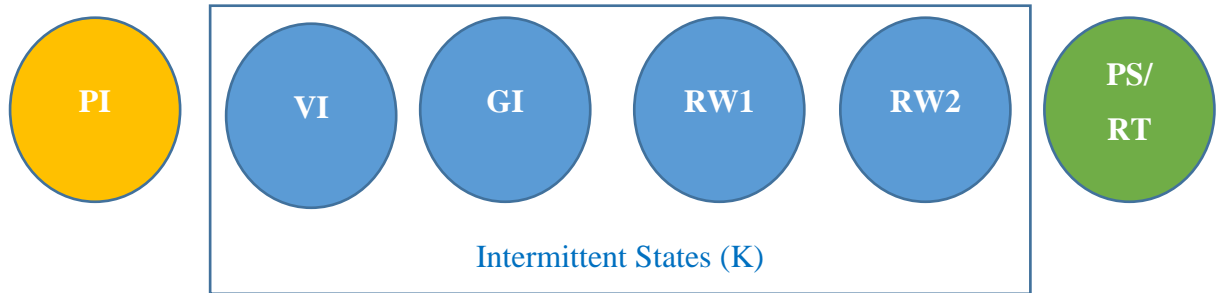 PI
VI
GI
RW1
RW2
PS/
RT
Intermittent States (K)